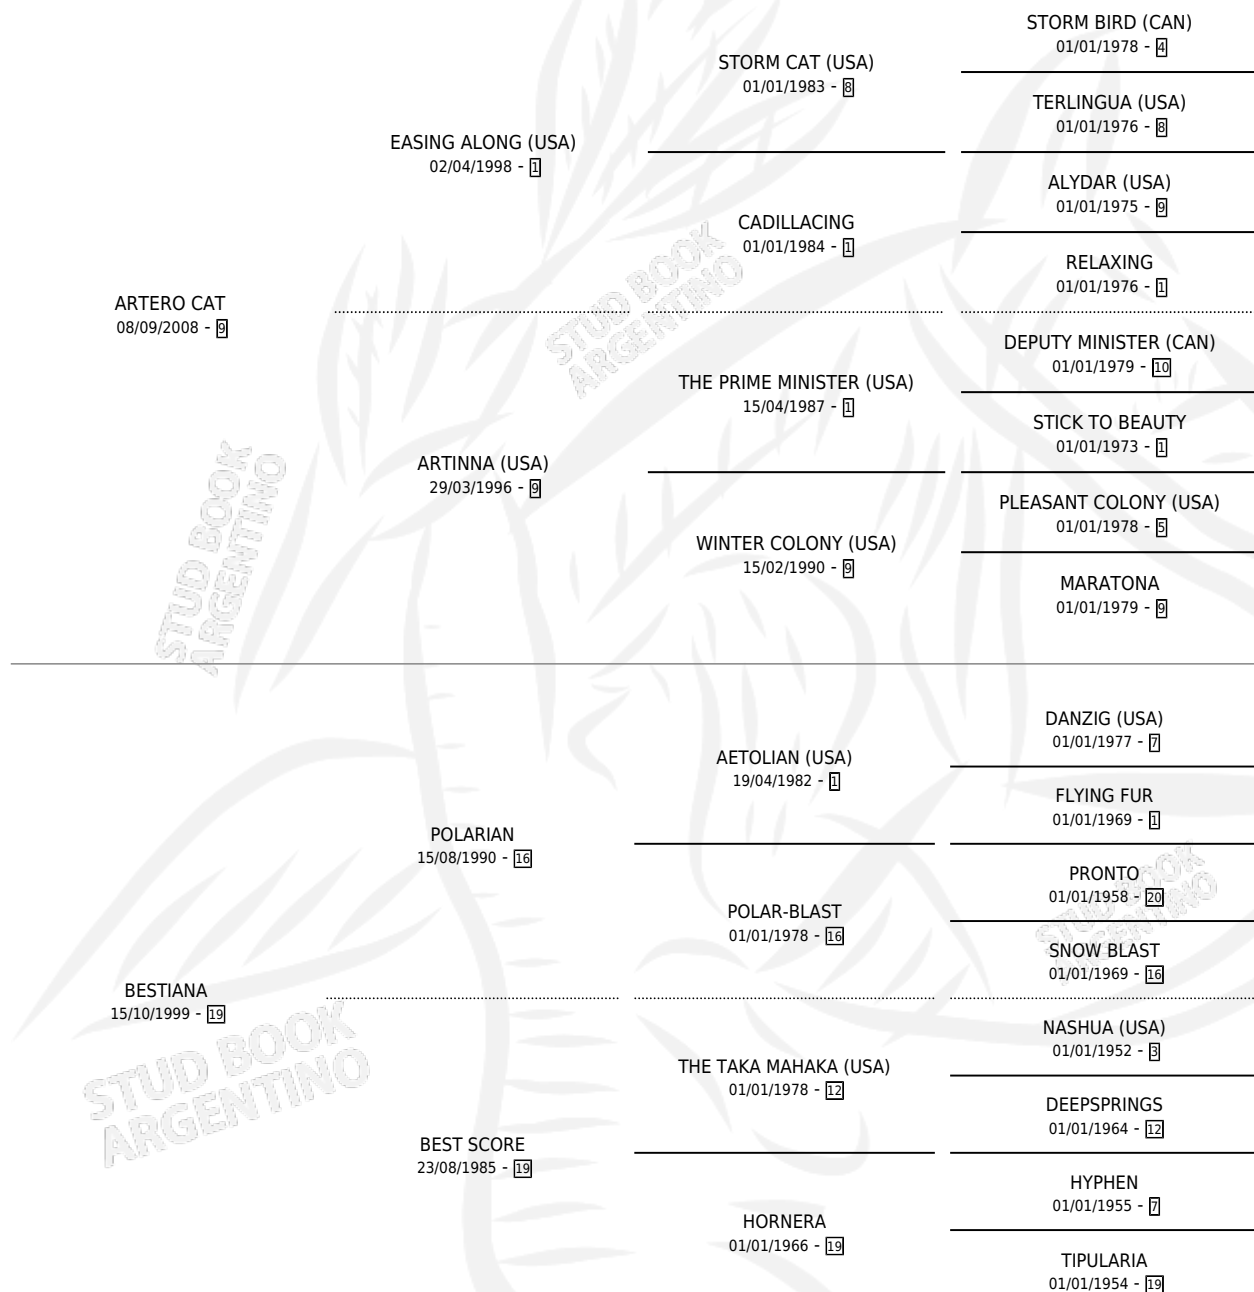 STORM BIRD (CAN)
01/01/1978 - 4
STORM CAT (USA)
01/01/1983 - 8
TERLINGUA (USA)
01/01/1976 - 8
EASING ALONG (USA)
02/04/1998 - 1
ALYDAR (USA)
01/01/1975 - 9
CADILLACING
01/01/1984 - 1
RELAXING
01/01/1976 - 1
ARTERO CAT
08/09/2008 - 9
STUD BOOK
ARGENTINO
DEPUTY MINISTER (CAN)
01/01/1979 - 10
THE PRIME MINISTER (USA)
15/04/1987 - 1
STICK TO BEAUTY
01/01/1973 - 1
ARTINNA (USA)
29/03/1996 - 9
PLEASANT COLONY (USA)
01/01/1978 - 5
WINTER COLONY (USA)
15/02/1990 - 9
MARATONA
01/01/1979 - 9
STUD BOOK
ARGENTINO
DANZIG (USA)
01/01/1977 - 7
AETOLIAN (USA)
19/04/1982 - 1
FLYING FUR
01/01/1969 - 1
POLARIAN
15/08/1990 - 16
PRONTO
01/01/1958 - 20
POLAR-BLAST
01/01/1978 - 16
SNOW BLAST
01/01/1969 - 16
STUD BOOK
ARGENTINO
BESTIANA
15/10/1999 - 19
NASHUA (USA)
01/01/1952 - 3
THE TAKA MAHAKA (USA)
01/01/1978 - 12
DEEPSPRINGS
01/01/1964 - 12
STUD BOOK
ARGENTINO
BEST SCORE
23/08/1985 - 19
HYPHEN
01/01/1955 - 7
HORNERA
01/01/1966 - 19
TIPULARIA
01/01/1954 - 19